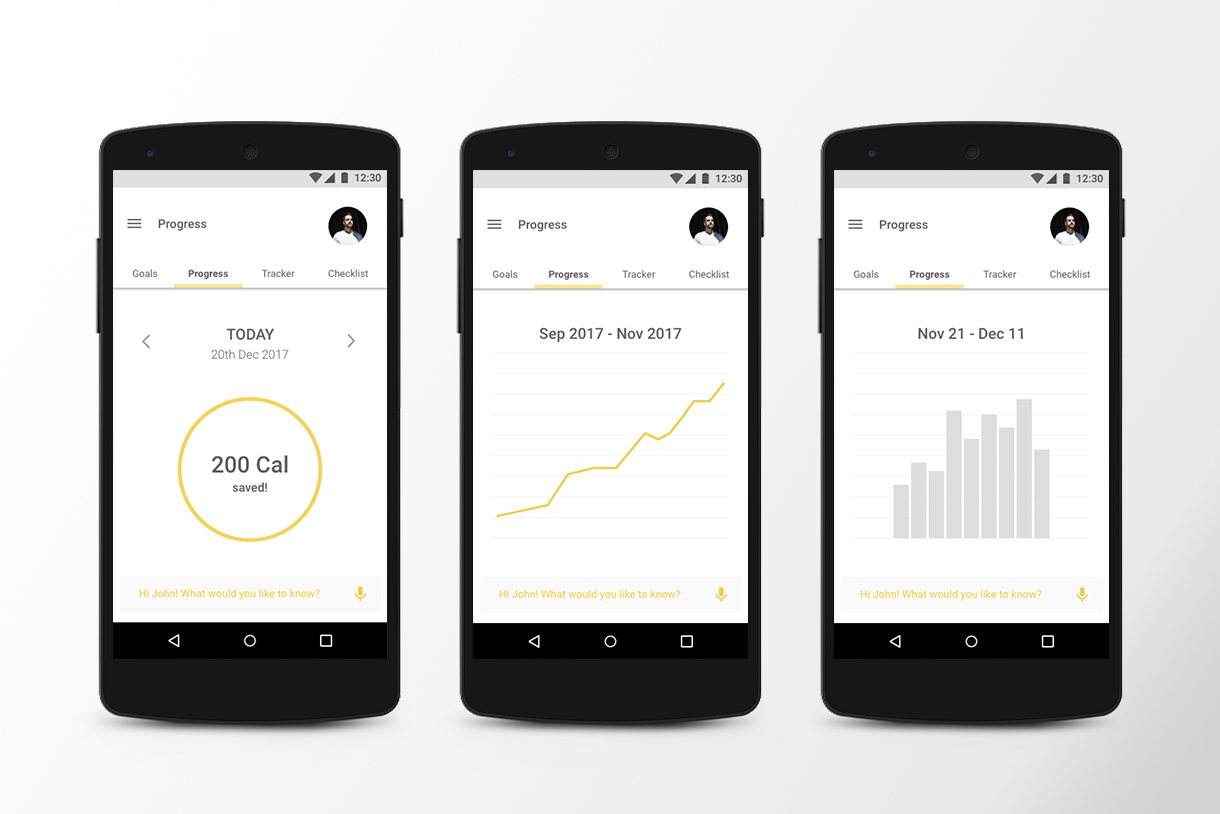 12:30
Progress
Goals Progress Tracker Checklist
TODAY
20th Dec 2017
200 Cal
saved!
Hi John! What would you like to know?
12:30
Progress
Goals Progress Tracker Checklist
Sep 2017 - Nov 2017
Hi John! What would you like to know?
12:30
Progress
Goals Progress Tracker Checklist
Nov 21 - Dec 11
Hi John! What would you like to know?